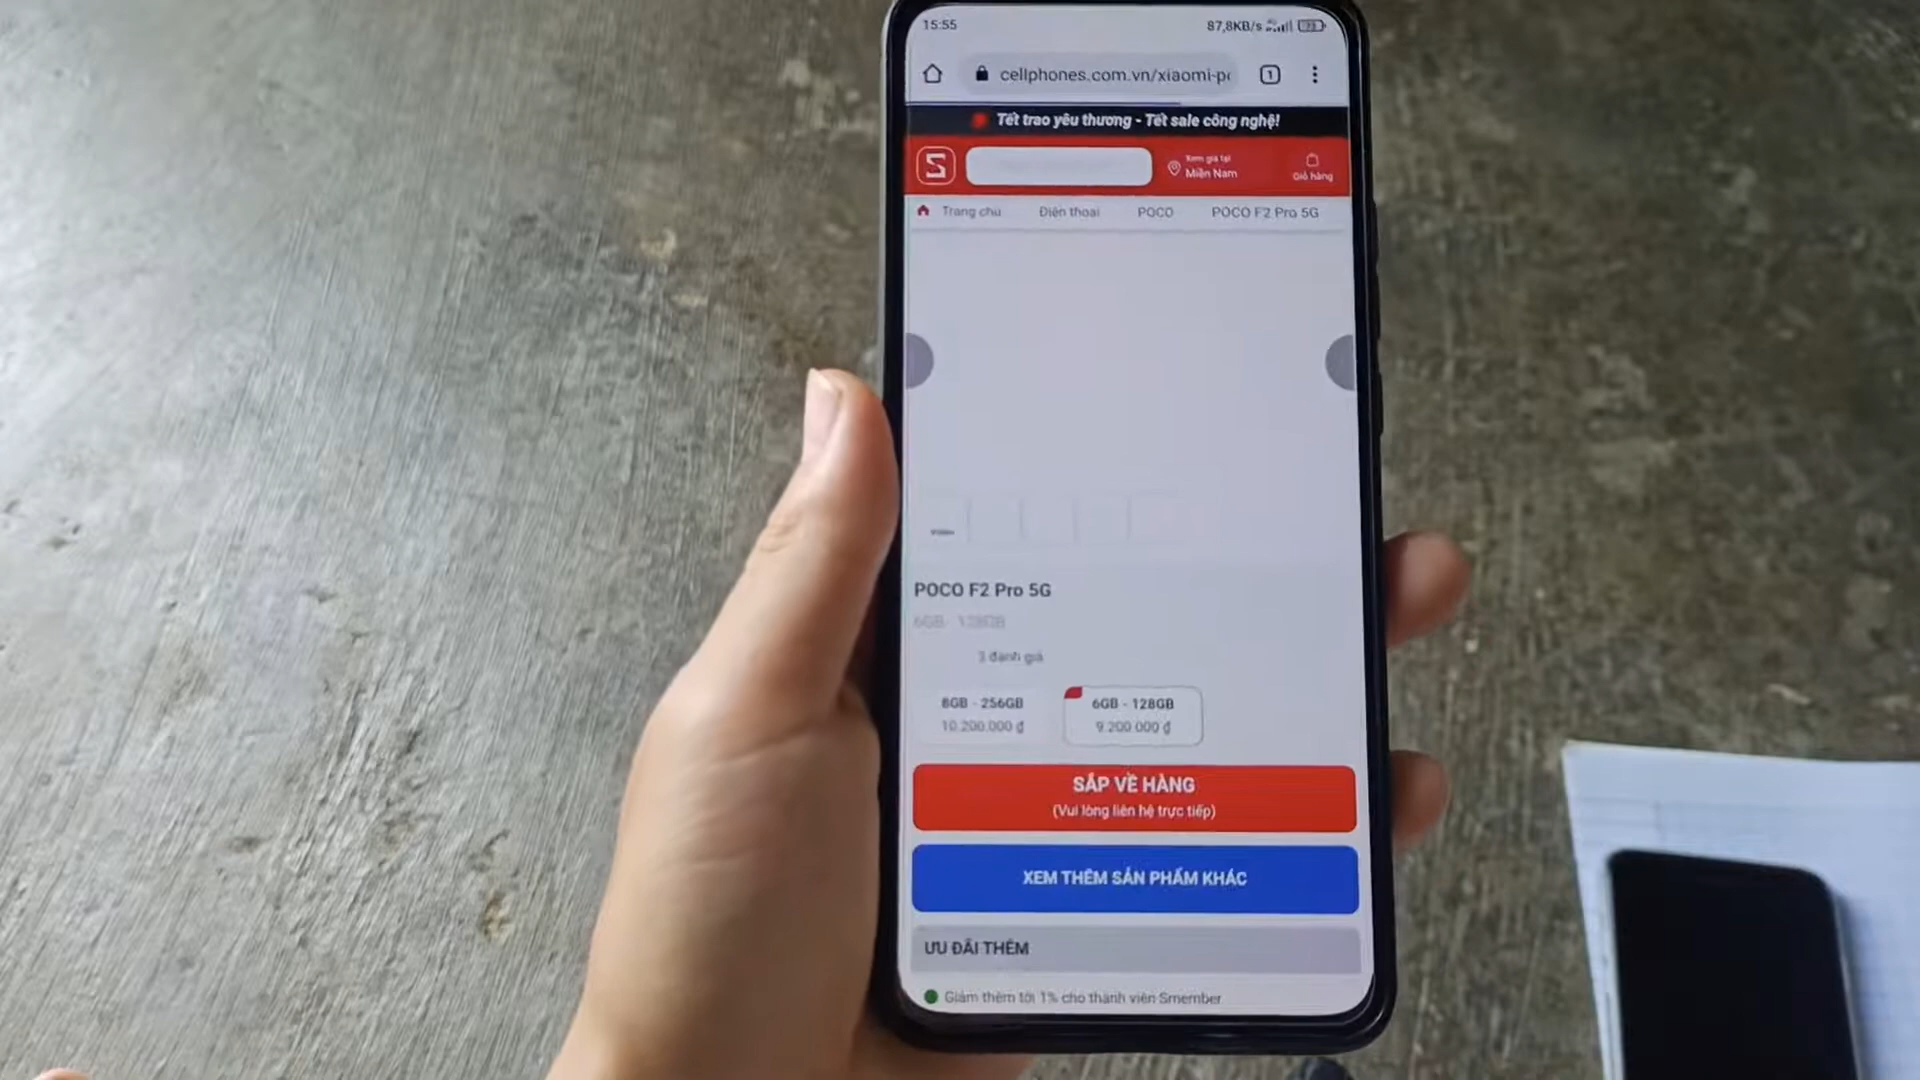 15:55
87,8KB/s
73
cellphones.com.vn/xiaomi-p
1
Tết trao yêu thương - Tết sale công nghệ!
Xem giá tại
Miền Nam
Giỏ hàng
Trang chủ
Điện thoại
POCO
POCO F2 Pro 5G
Video
POCO F2 Pro 5G
6GB - 128GB
3 đánh giá
8GB - 256GB
6GB - 128GB
10.200.000 ₫
9.200.000 ₫
SẮP VỀ HÀNG
(Vui lòng liên hệ trực tiếp)
XEM THÊM SẢN PHẨM KHÁC
ƯU ĐÃI THÊM
Giảm thêm tới 1% cho thành viên Smember